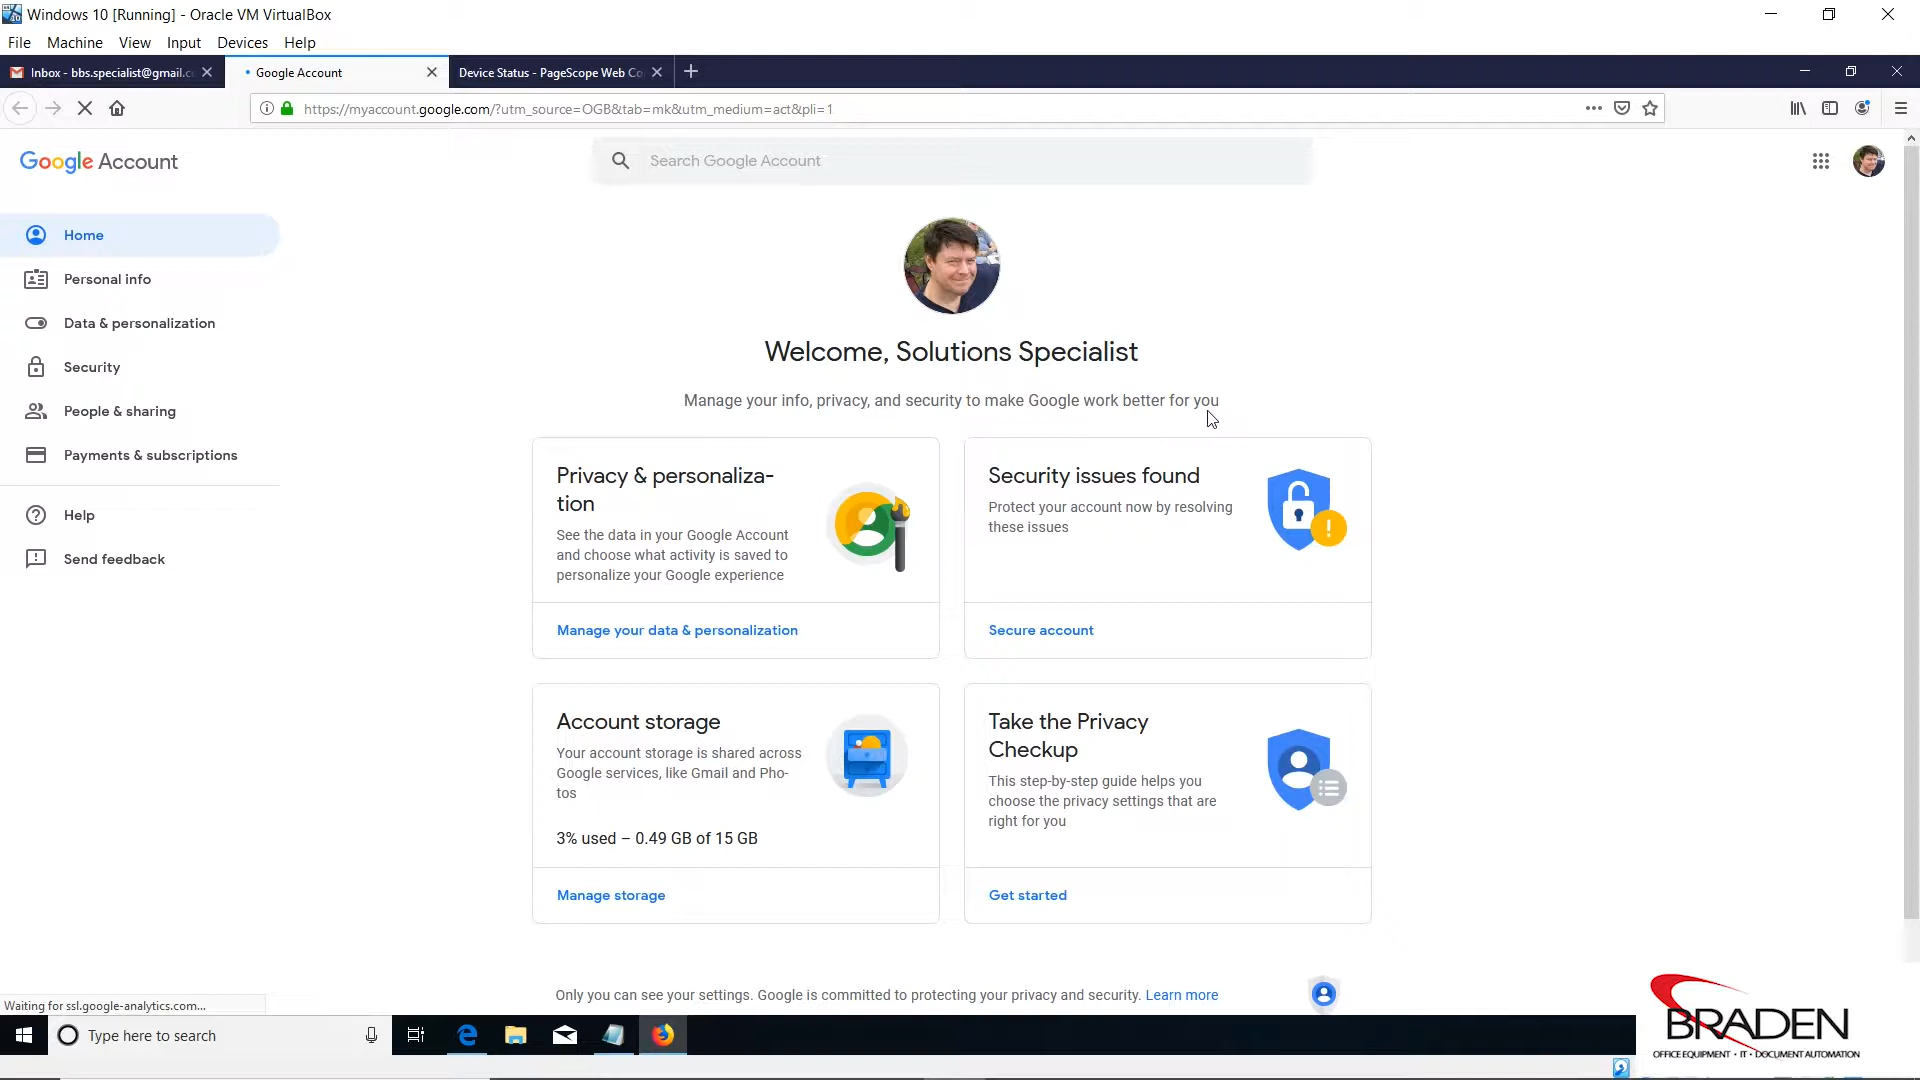 Windows 10 [Running] - Oracle VM VirtualBox
File Machine View Input Devices Help
Inbox - bbs.specialist@gmail.c
Google Account
Device Status - PageScope Web Co
https://myaccount.google.com/?utm_source=OGB&tab=mk&utm_medium=act&pli=1
Google Account
Search Google Account
Home
Personal info
Data & personalization
Security
People & sharing
Payments & subscriptions
Help
Send feedback
Welcome, Solutions Specialist
Manage your info, privacy, and security to make Google work better for you
Privacy & personaliza-
tion
See the data in your Google Account
and choose what activity is saved to
personalize your Google experience
Manage your data & personalization
Security issues found
Protect your account now by resolving
these issues
Secure account
Account storage
Your account storage is shared across
Google services, like Gmail and Pho-
tos
3% used – 0.49 GB of 15 GB
Manage storage
Take the Privacy
Checkup
This step-by-step guide helps you
choose the privacy settings that are
right for you
Get started
Only you can see your settings. Google is committed to protecting your privacy and security. Learn more
Waiting for ssl.google-analytics.com...
Type here to search
BRADEN
OFFICE EQUIPMENT • IT • DOCUMENT AUTOMATION